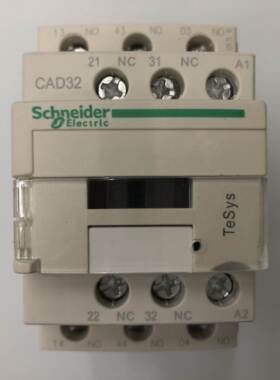 13 NO 43 NO 53 NO
21 NC 31 NC A1
CAD32
Schneider
Electric
TeSys
22 NC 32 NC A2
14 NO 44 NO 54 NO